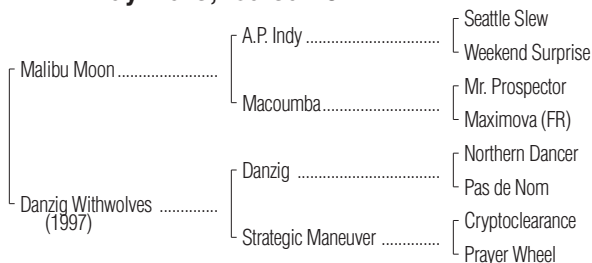 A.P. Indy
Seattle Slew
Weekend Surprise
Malibu Moon
Macoumba
Mr. Prospector
Maximova (FR)
Danzig
Northern Dancer
Pas de Nom
Danzig Withwolves
(1997)
Strategic Maneuver
Cryptoclearance
Prayer Wheel